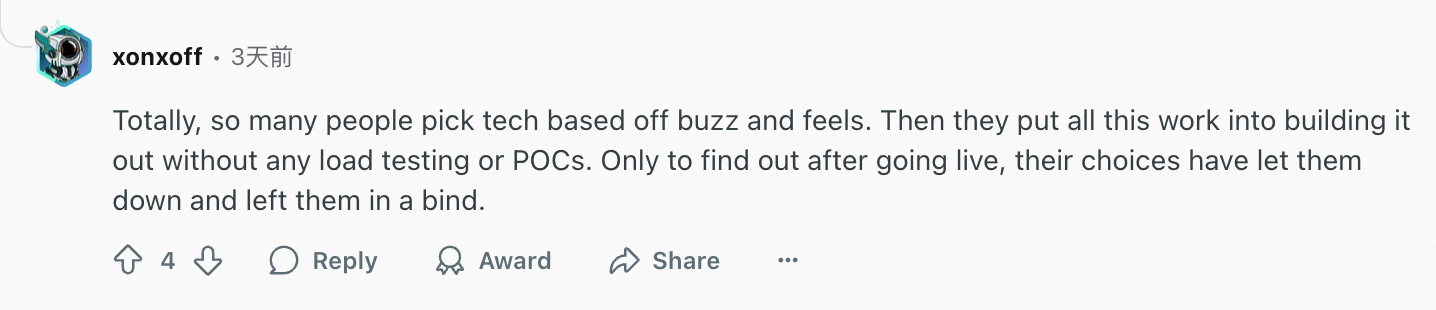 xonxoff • 3天前
Totally, so many people pick tech based off buzz and feels. Then they put all this work into building it
out without any load testing or POCs. Only to find out after going live, their choices have let them
down and left them in a bind.
4 Reply Award Share ...